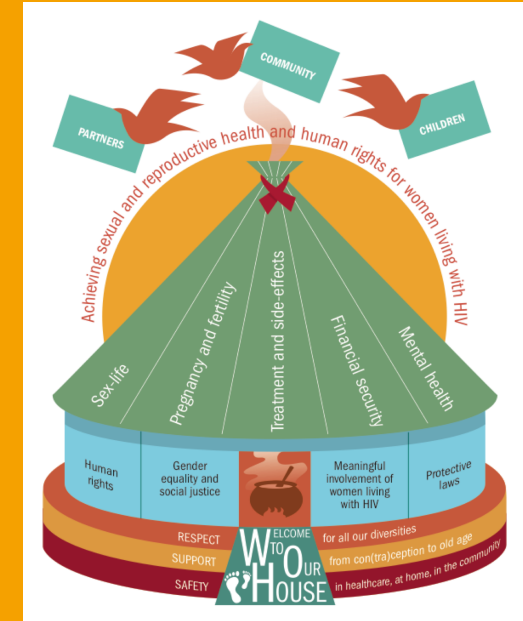 COMMUNITY
PARTNERS
CHILDREN
Achieving sexual and reproductive health and human rights for women living with HIV
Sex-life
Pregnancy and fertility
Treatment and side-effects
Financial security
Mental health
Human
rights
Gender
equality and
social justice
Meaningful
involvement of
women living
with HIV
Protective
laws
RESPECT for all our diversities
SUPPORT from con(tra)ception to old age
SAFETY in healthcare, at home, in the community
WELCOME
TO OUR
HOUSE